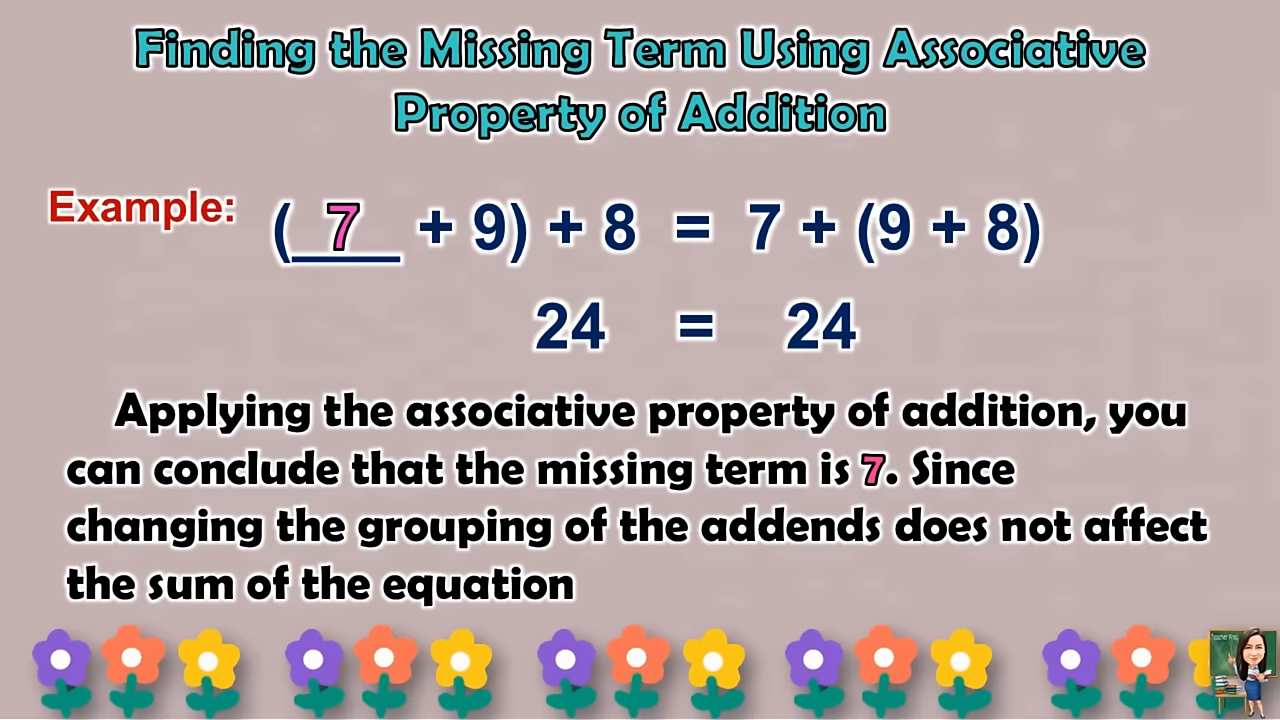 Finding the Missing Term Using Associative
Property of Addition
Example: ( 7 + 9) + 8 = 7 + (9 + 8)
24 = 24
Applying the associative property of addition, you
can conclude that the missing term is 7. Since
changing the grouping of the addends does not affect
the sum of the equation